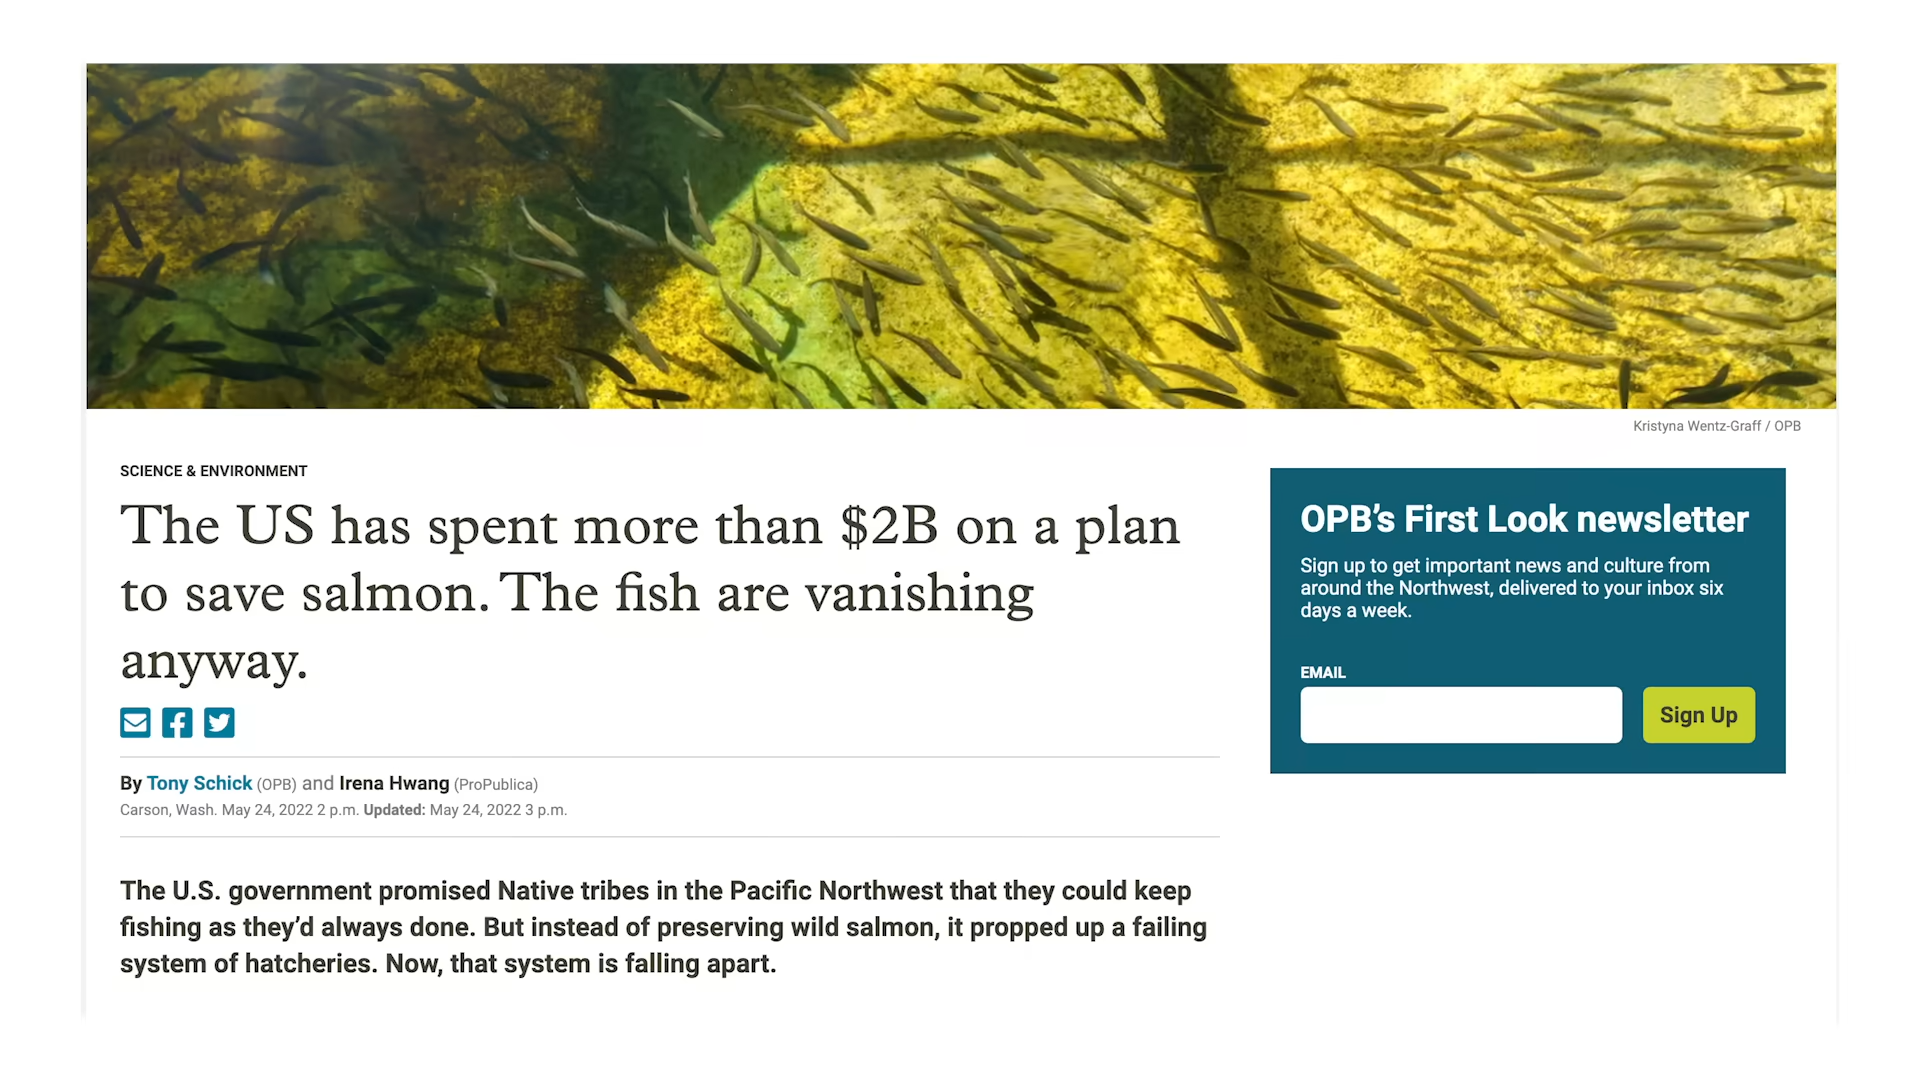 Kristyna Wentz-Graff / OPB
SCIENCE & ENVIRONMENT
The US has spent more than $2B on a plan
to save salmon. The fish are vanishing
anyway.
By Tony Schick (OPB) and Irena Hwang (ProPublica)
Carson, Wash. May 24, 2022 2 p.m. Updated: May 24, 2022 3 p.m.
The U.S. government promised Native tribes in the Pacific Northwest that they could keep
fishing as they’d always done. But instead of preserving wild salmon, it propped up a failing
system of hatcheries. Now, that system is falling apart.
OPB’s First Look newsletter
Sign up to get important news and culture from
around the Northwest, delivered to your inbox six
days a week.
EMAIL
Sign Up